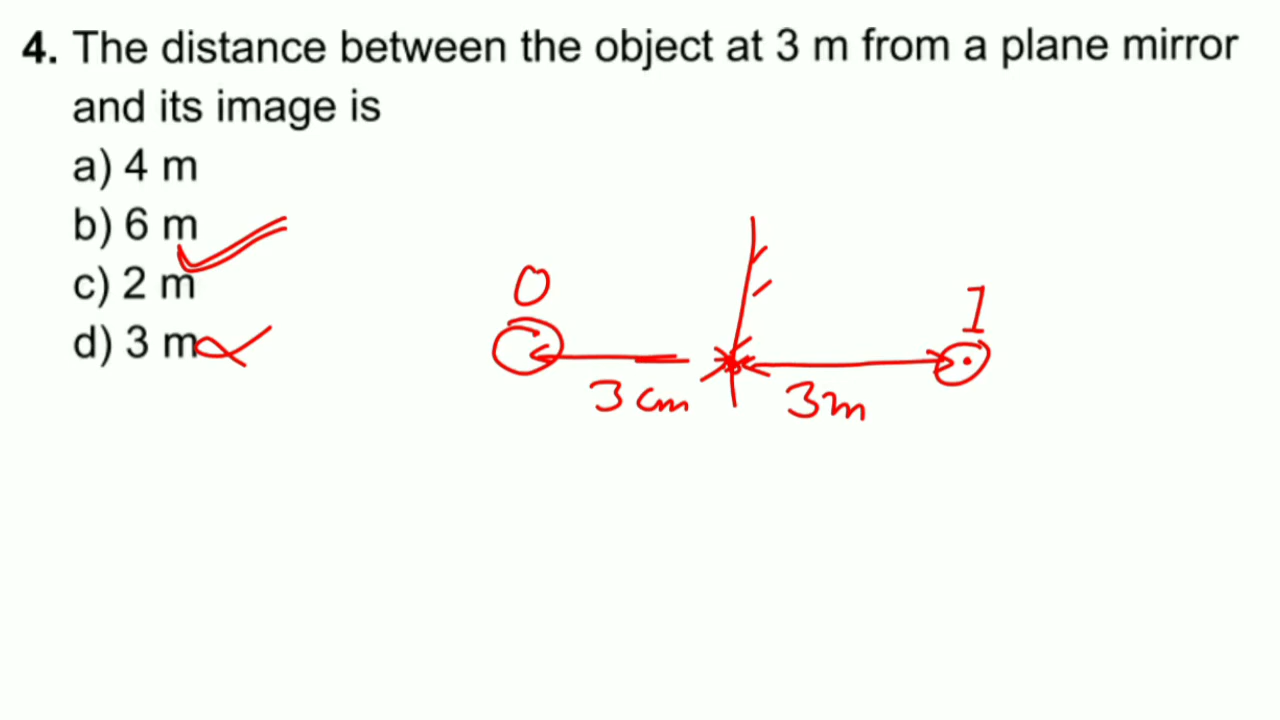 4. The distance between the object at 3 m from a plane mirror
and its image is
a) 4 m
b) 6 m
c) 2 m
d) 3 m
O
I
3 cm
3m